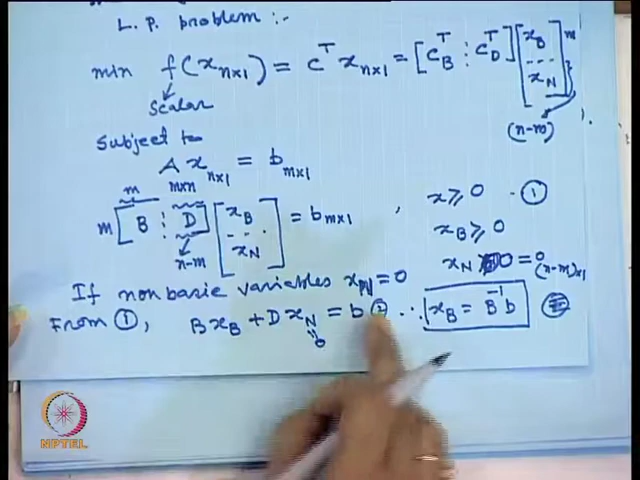 L.P. problem :-
min f(x_{n×1}) = c^T x_{n×1} = [c_B^T ⋮ c_D^T] [x_B --- x_N] m
scalar
(n-m)
Subject to
A x_{n×1} = b_{m×1}
m×n
x ≥ 0 - ①
m
m [B ⋮ D] [x_B --- x_N] = b_{m×1}
n-m
x_B ≥ 0
x_N = 0_{(n-m)×1}
If nonbasic variables x_N = 0
From ①, B x_B + D x_N = b ② ∴ x_B = B^{-1} b
0
NPTEL